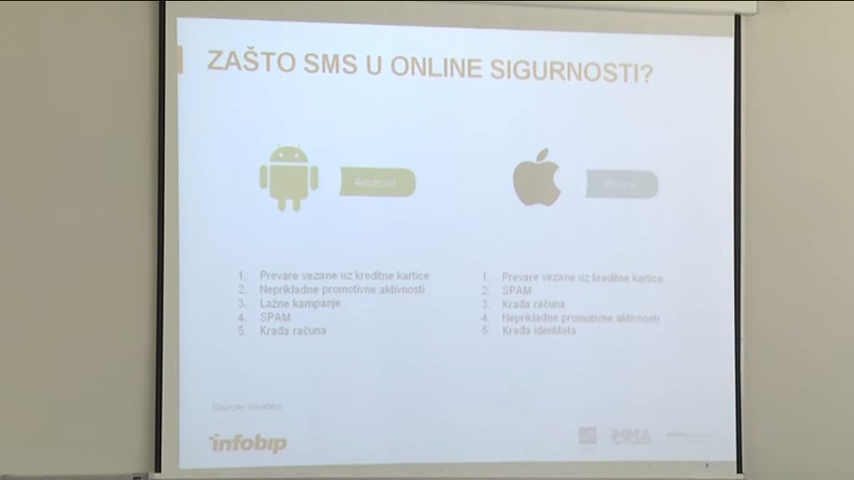 ZAŠTO SMS U ONLINE SIGURNOSTI?
Android
iPhone
1. Prevare vezane uz kreditne kartice
2. Neprikladne promotivne aktivnosti
3. Lažne kampanje
4. SPAM
5. Krađa računa
1. Prevare vezane uz kreditne kartice
2. SPAM
3. Krađa računa
4. Neprikladne promotivne aktivnosti
5. Krađa identiteta
Source:
infobip
MMA